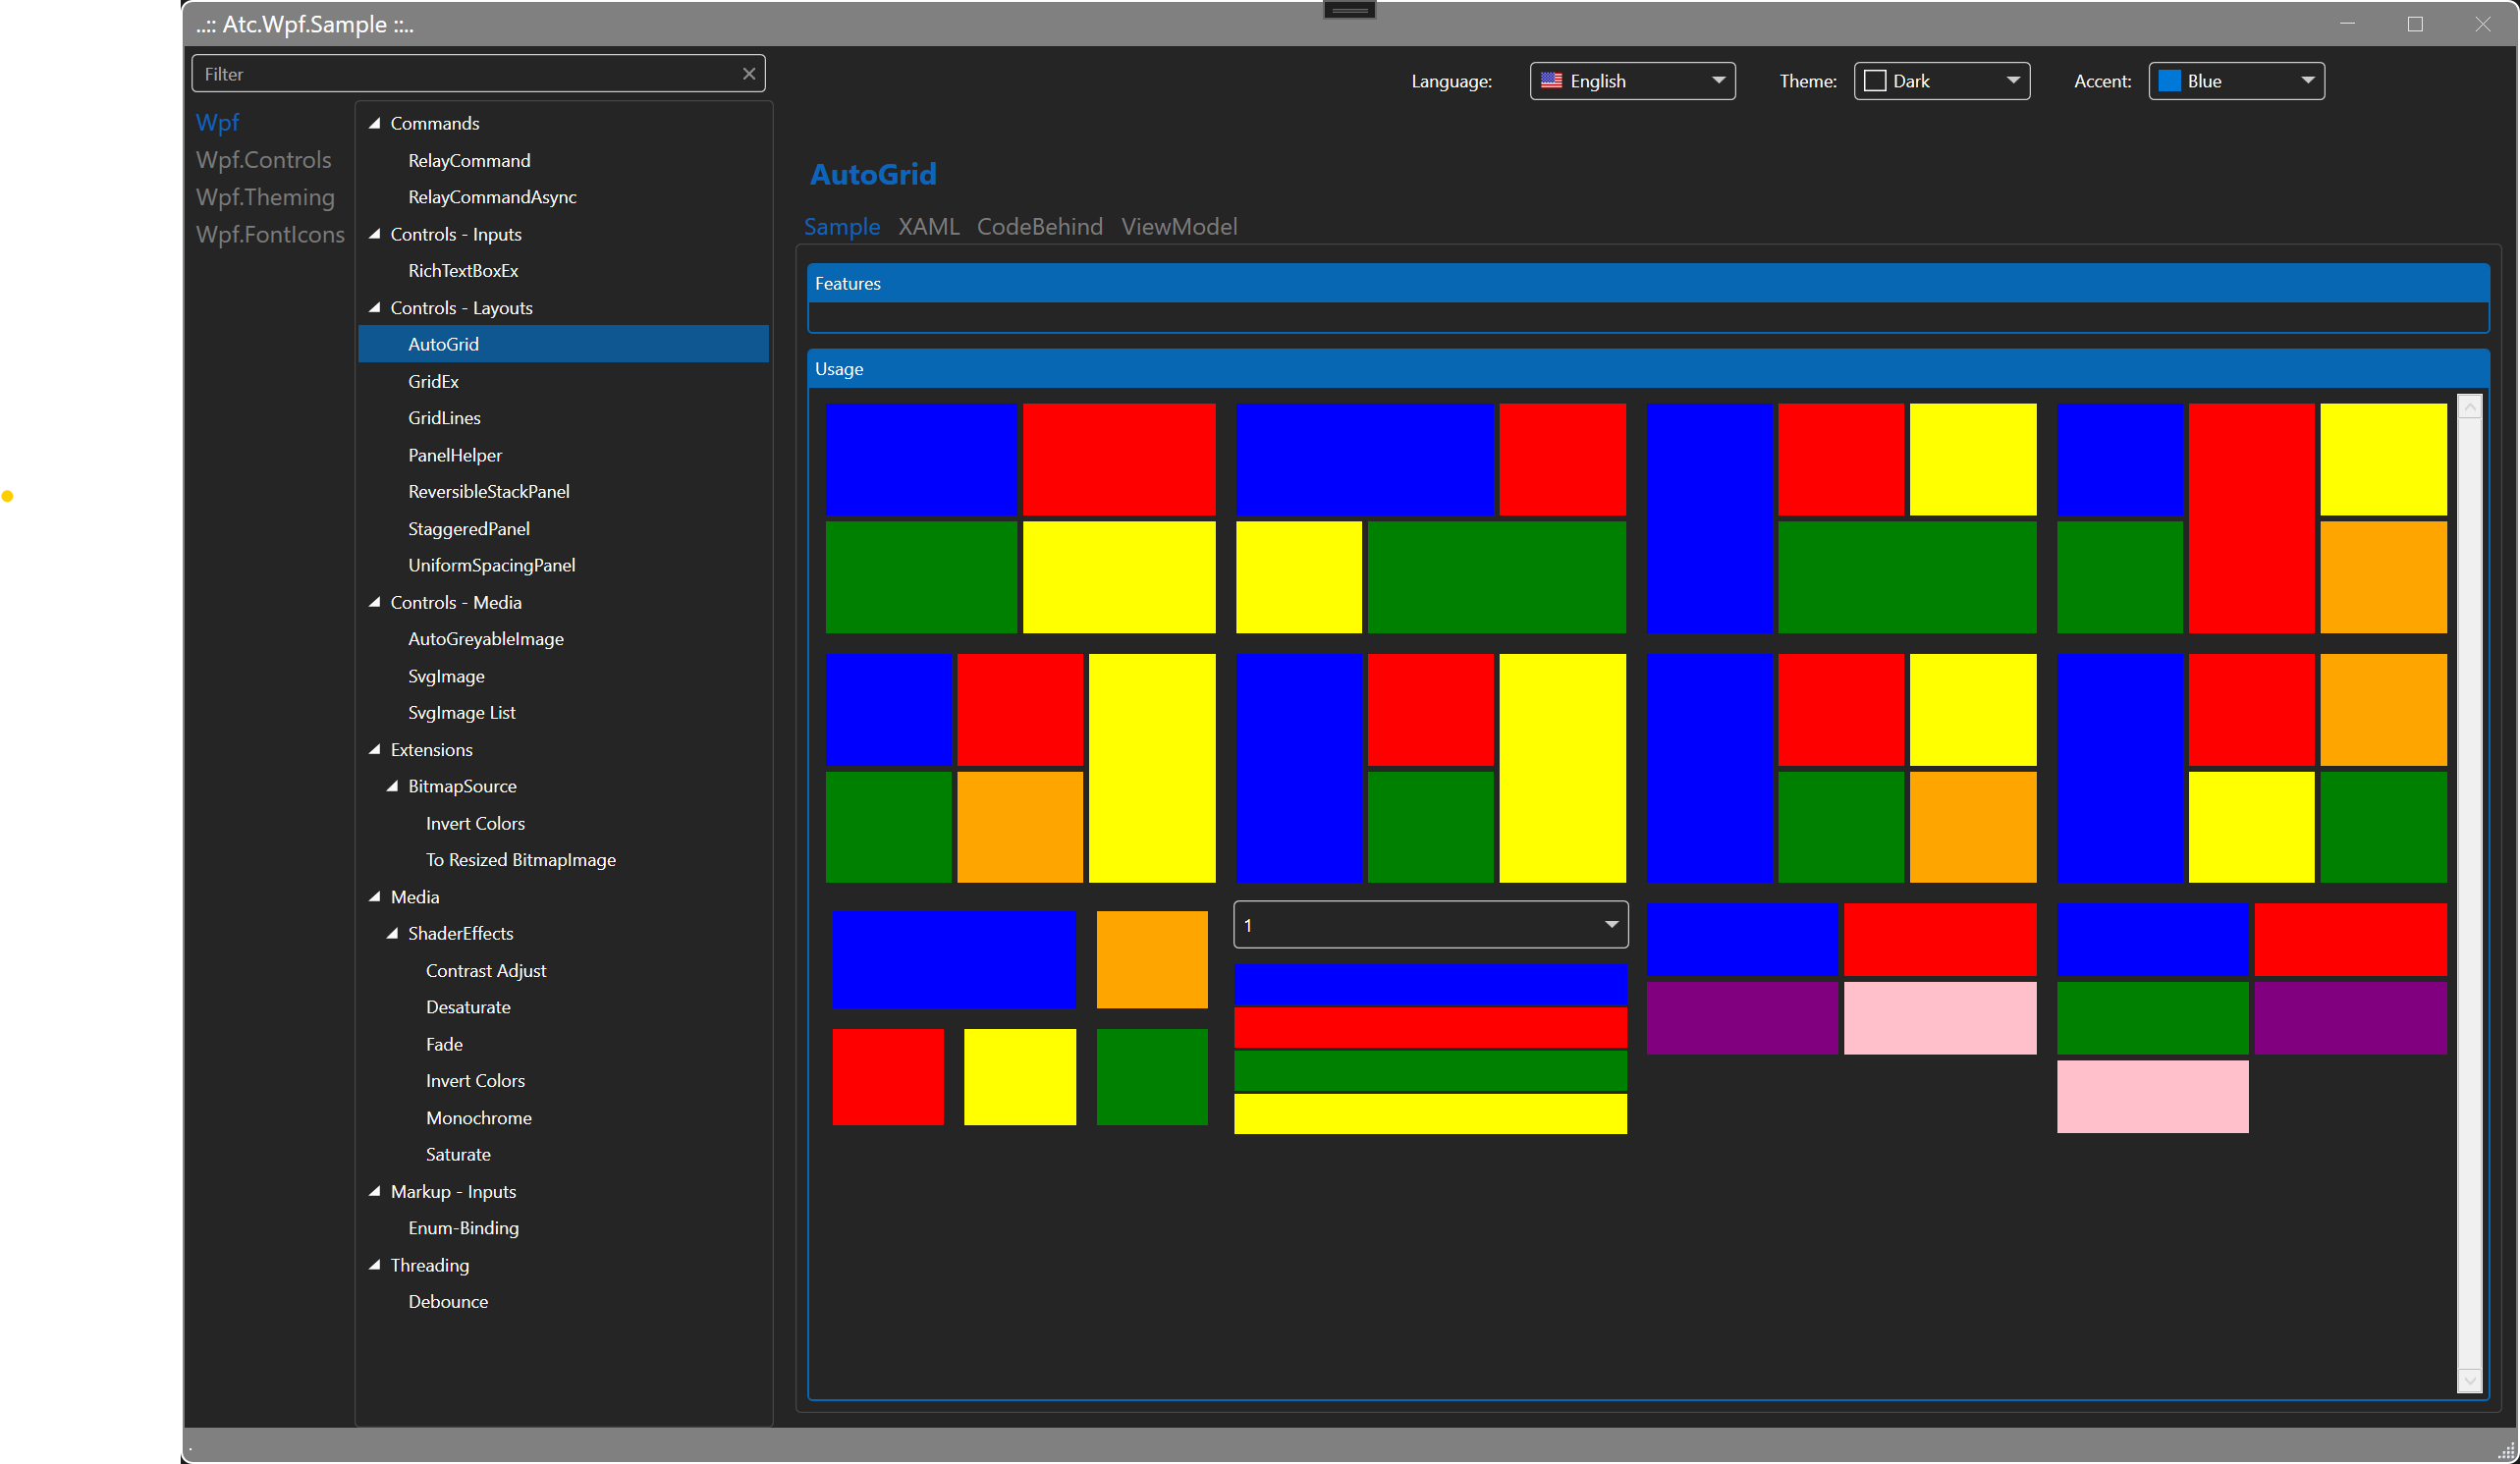 ..:: Atc.Wpf.Sample ::..
Filter
Language: English Theme: Dark Accent: Blue
Wpf
Wpf.Controls
Wpf.Theming
Wpf.FontIcons
Commands
RelayCommand
RelayCommandAsync
Controls - Inputs
RichTextBoxEx
Controls - Layouts
AutoGrid
GridEx
GridLines
PanelHelper
ReversibleStackPanel
StaggeredPanel
UniformSpacingPanel
Controls - Media
AutoGreyableImage
SvgImage
SvgImage List
Extensions
BitmapSource
Invert Colors
To Resized BitmapImage
Media
ShaderEffects
Contrast Adjust
Desaturate
Fade
Invert Colors
Monochrome
Saturate
Markup - Inputs
Enum-Binding
Threading
Debounce
AutoGrid
Sample XAML CodeBehind ViewModel
Features
Usage
1
.